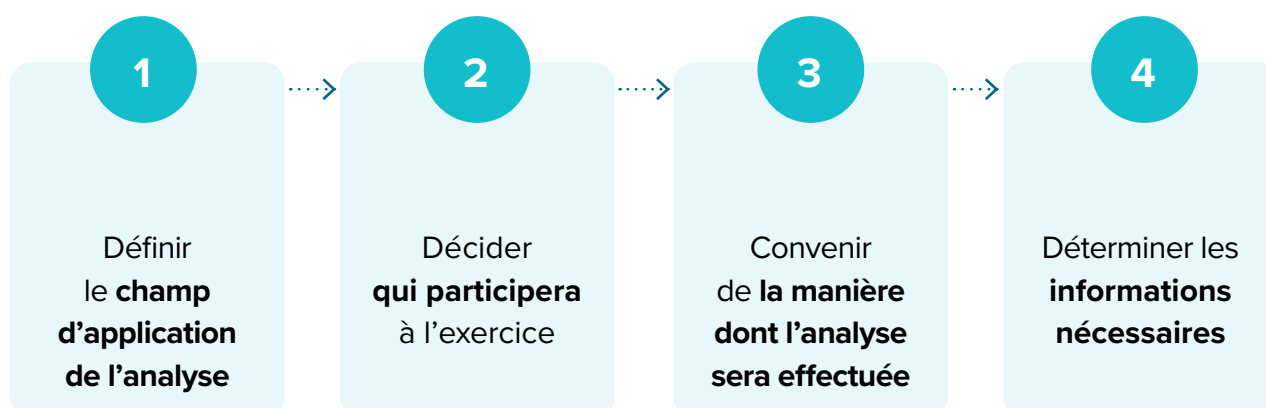 1
Définir
le champ
d’application
de l’analyse
2
Décider
qui participera
à l’exercice
3
Convenir
de la manière
dont l’analyse
sera effectuée
4
Déterminer les
informations
nécessaires